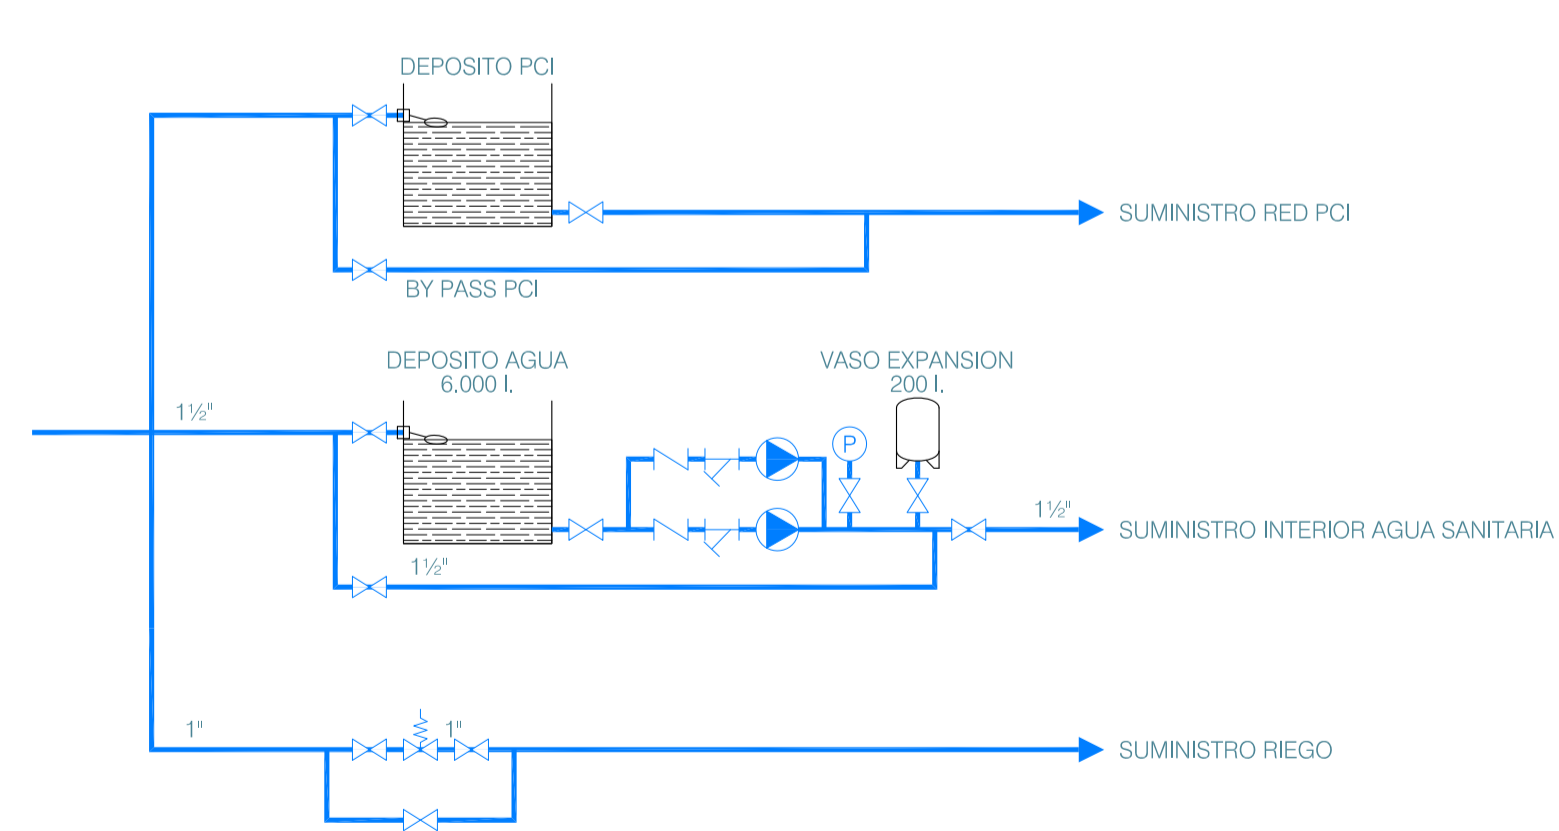 DEPOSITO PCI
SUMINISTRO RED PCI
BY PASS PCI
DEPOSITO AGUA
6.000 l.
VASO EXPANSION
200 l.
1½"
P
1½"
SUMINISTRO INTERIOR AGUA SANITARIA
1½"
1"
1"
SUMINISTRO RIEGO